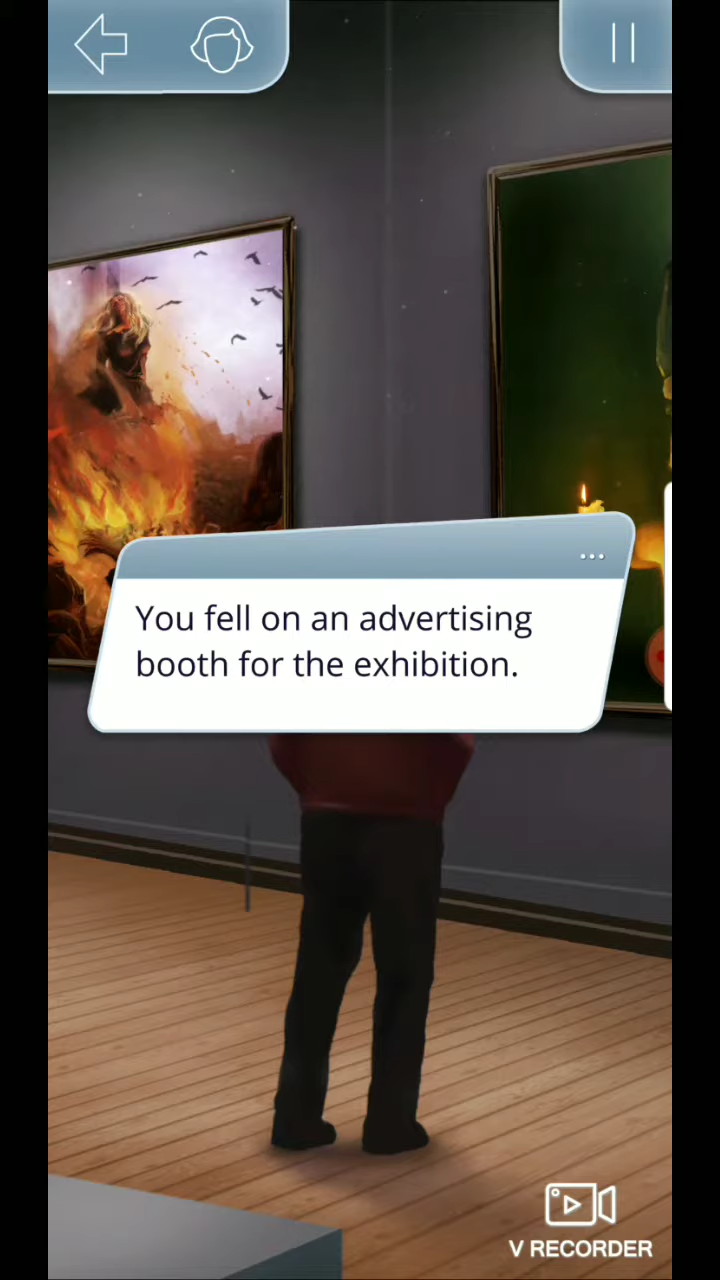 ...
You fell on an advertising
booth for the exhibition.
V RECORDER